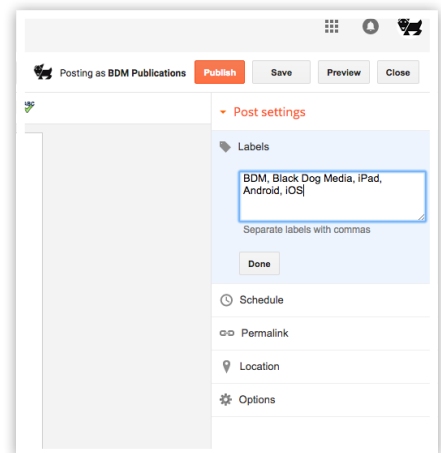 Posting as BDM Publications Publish Save Preview Close
ABC
Post settings
Labels
BDM, Black Dog Media, iPad,
Android, iOS
Separate labels with commas
Done
Schedule
Permalink
Location
Options